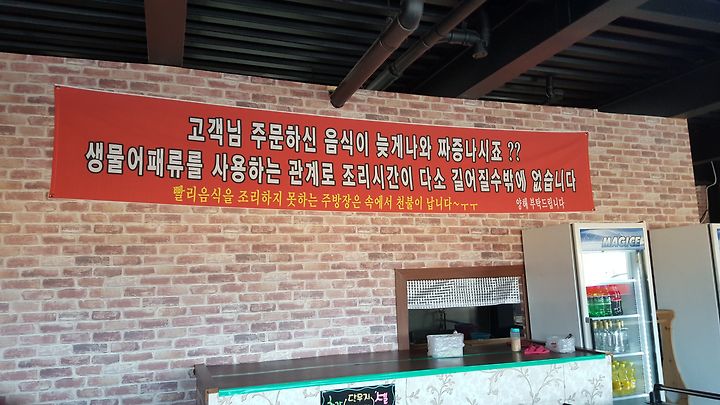 고객님 주문하신 음식이 늦게나와 짜증나시죠 ??
생물어패류를 사용하는 관계로 조리시간이 다소 길어질수밖에 없습니다
빨리음식을 조리하지 못하는 주방장은 속에서 천불이 납니다~ㅜㅜ 양해 부탁드립니다
MAGIC
단무지